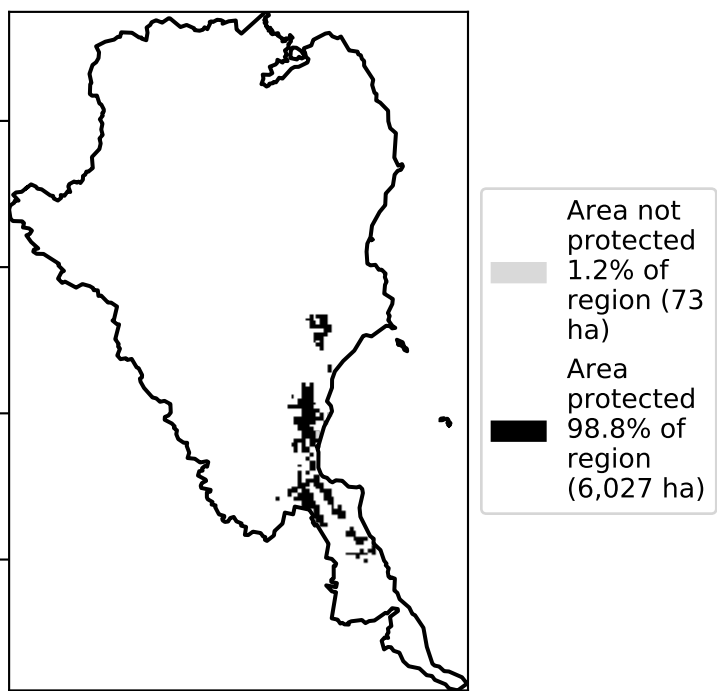 Area not
protected
1.2% of
region (73
ha)
Area
protected
98.8% of
region
(6,027 ha)